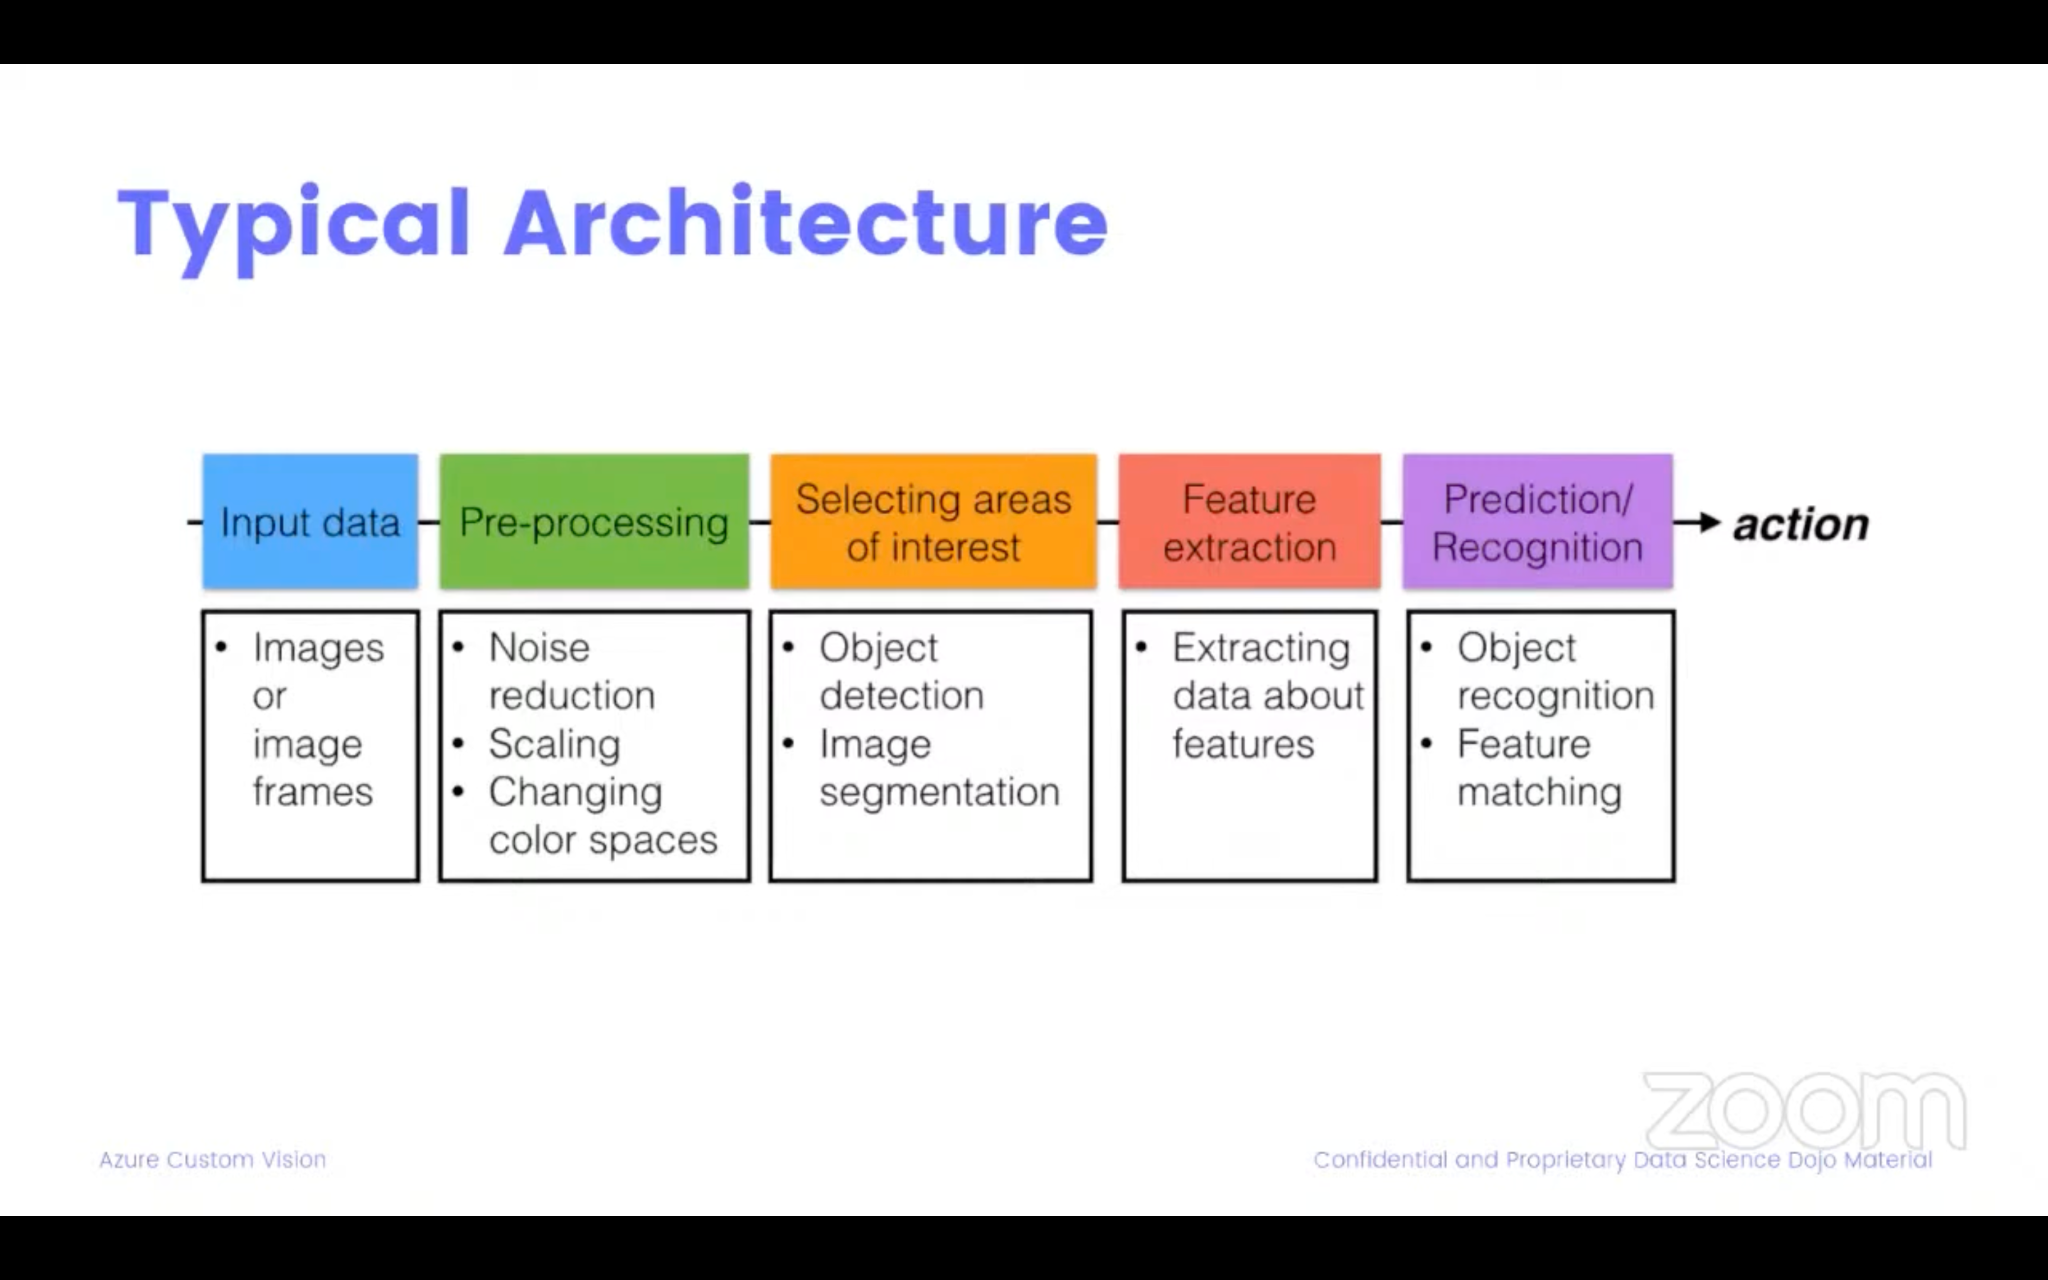 Typical Architecture
Input data
Pre-processing
Selecting areas
of interest
Feature
extraction
Prediction/
Recognition
action
• Images
or
image
frames
• Noise
reduction
• Scaling
• Changing
color spaces
• Object
detection
• Image
segmentation
• Extracting
data about
features
• Object
recognition
• Feature
matching
zoom
Azure Custom Vision
Confidential and Proprietary Data Science Dojo Material